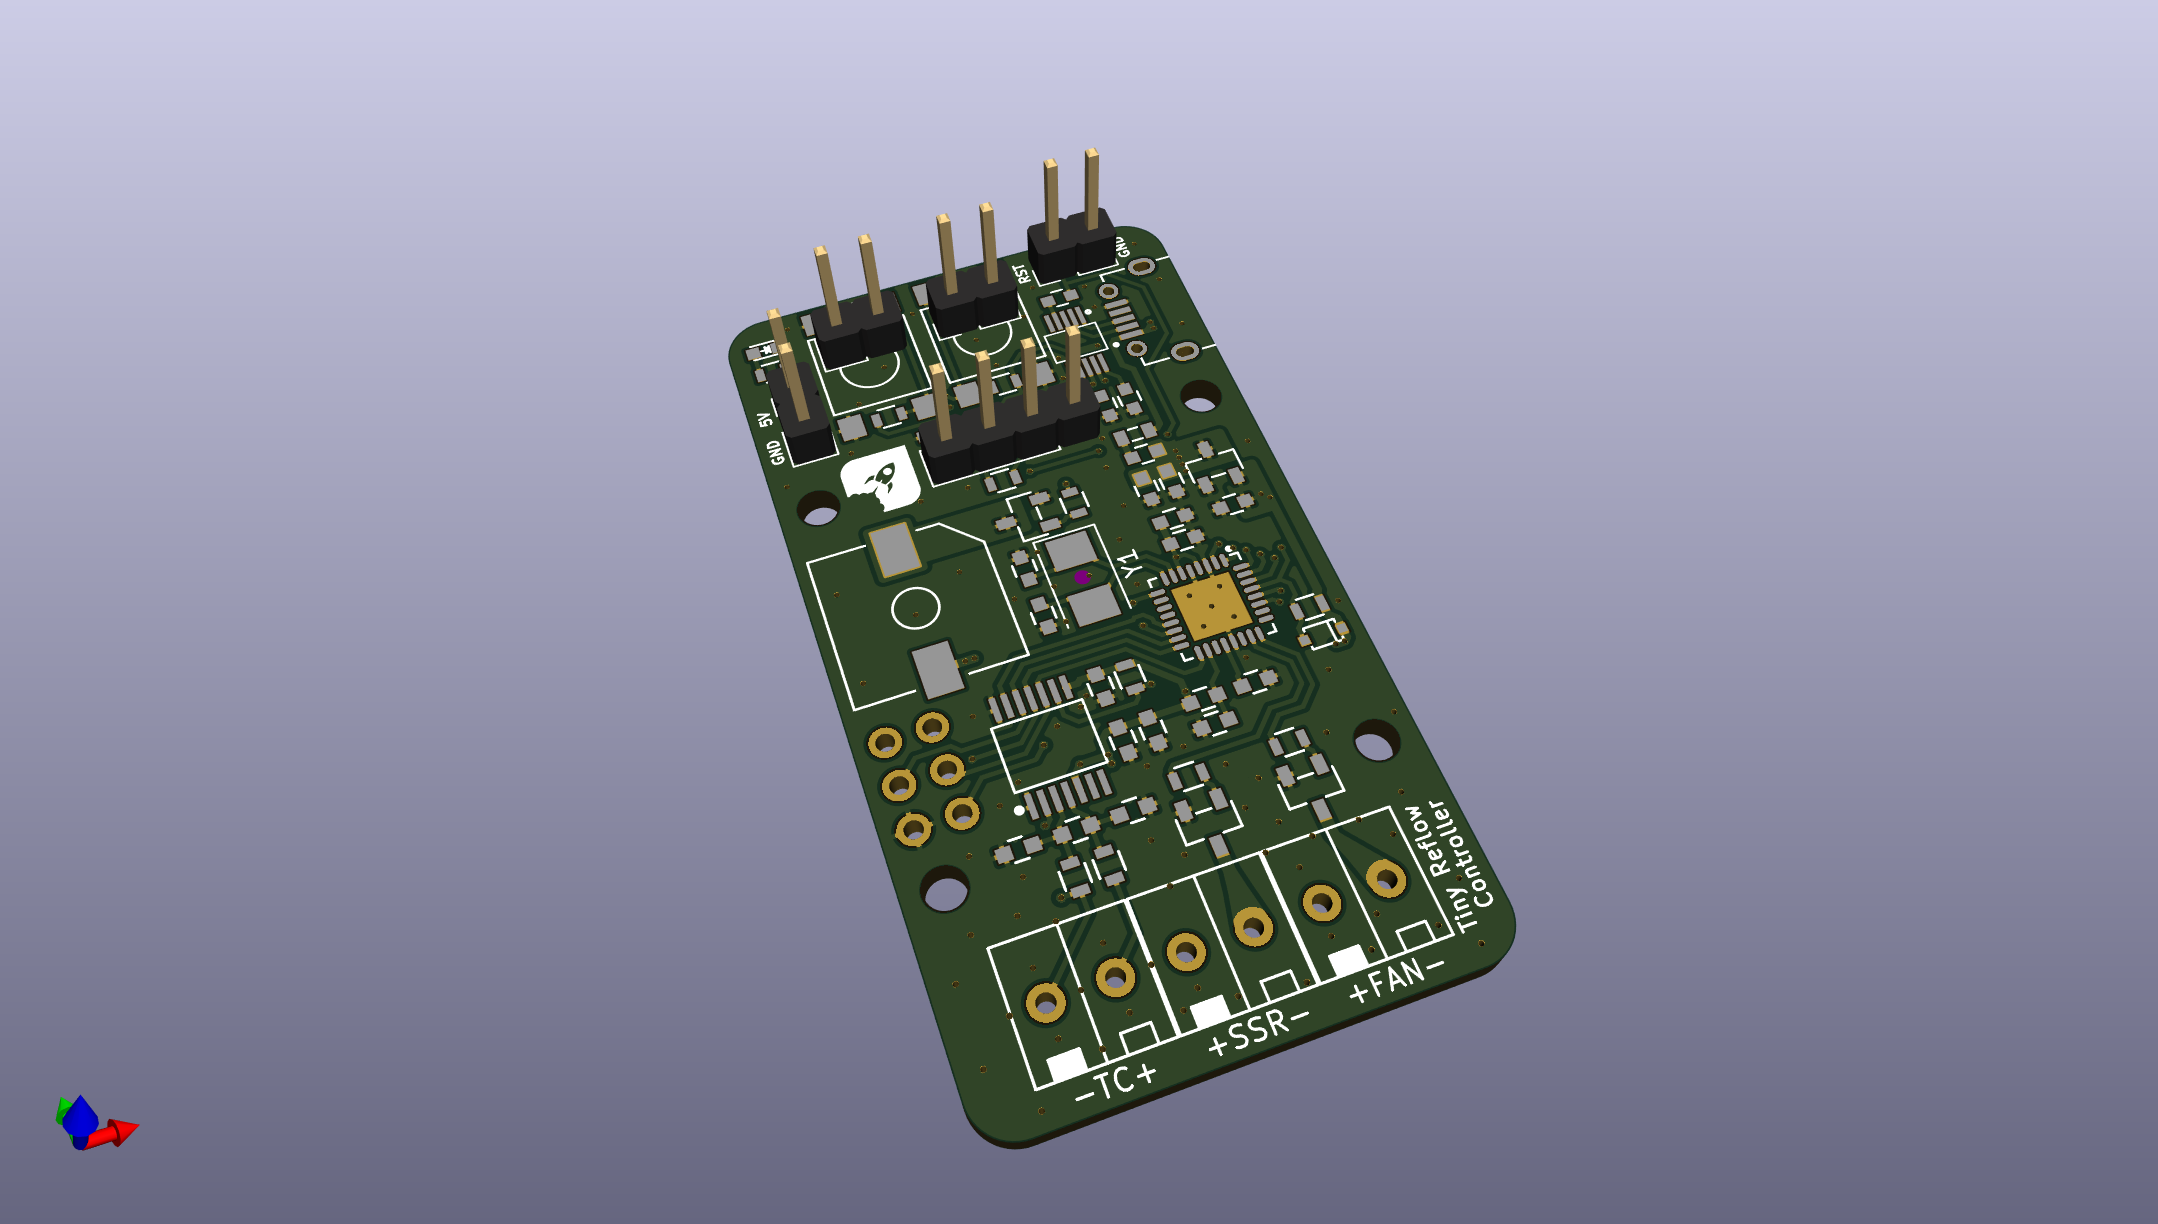 GND
RST
5V
GND
Y1
Tiny Reflow
Controller
+FAN-
+SSR-
-TC+